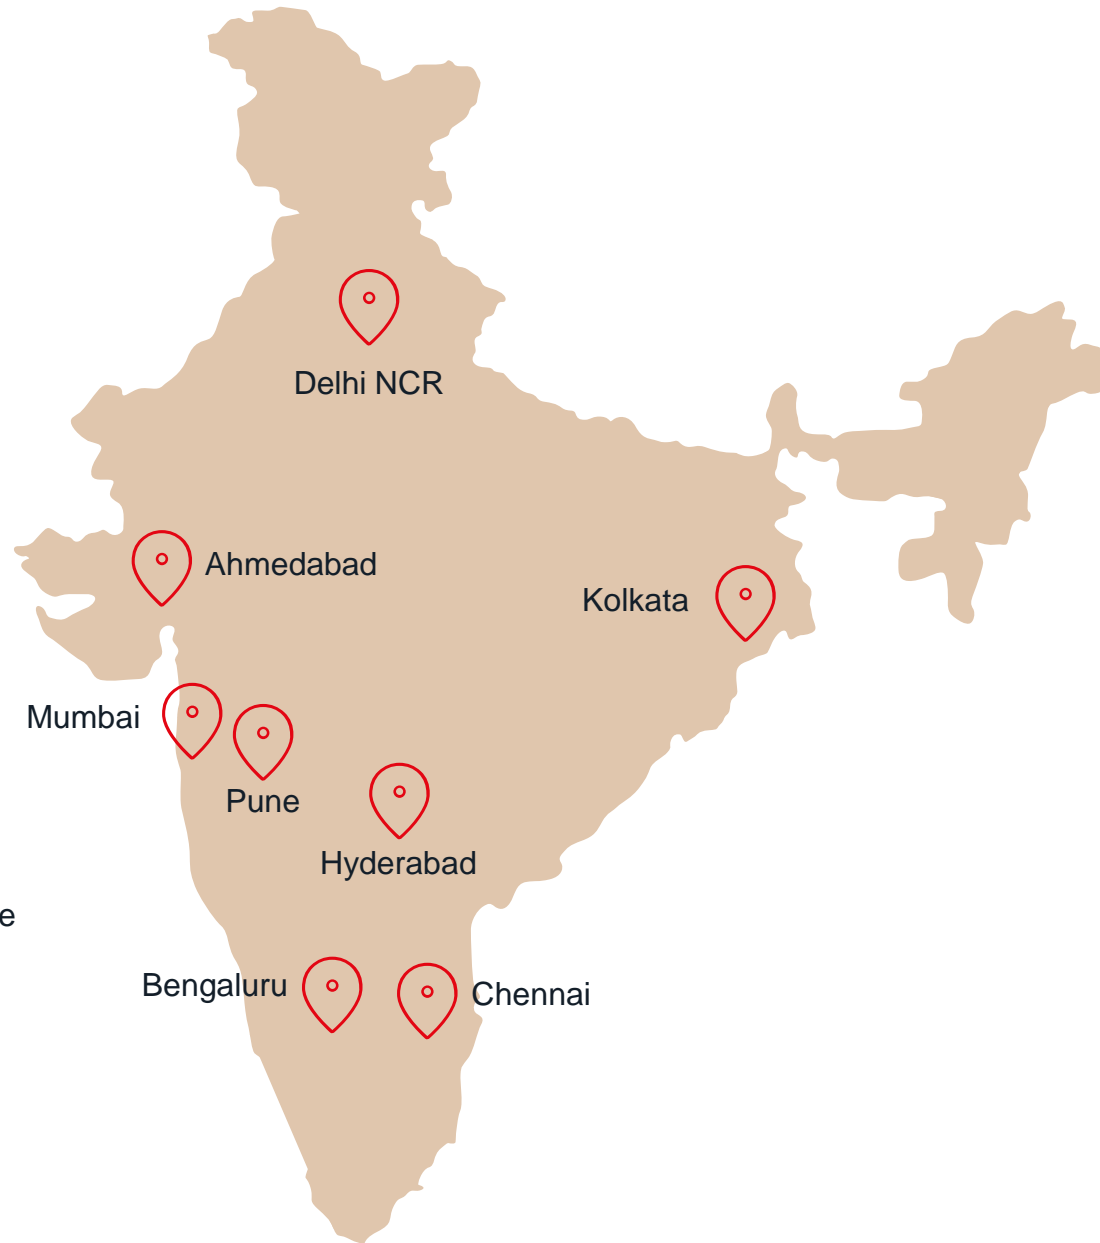 Delhi NCR
Ahmedabad
Kolkata
Mumbai
Pune
Hyderabad
e
Bengaluru
Chennai